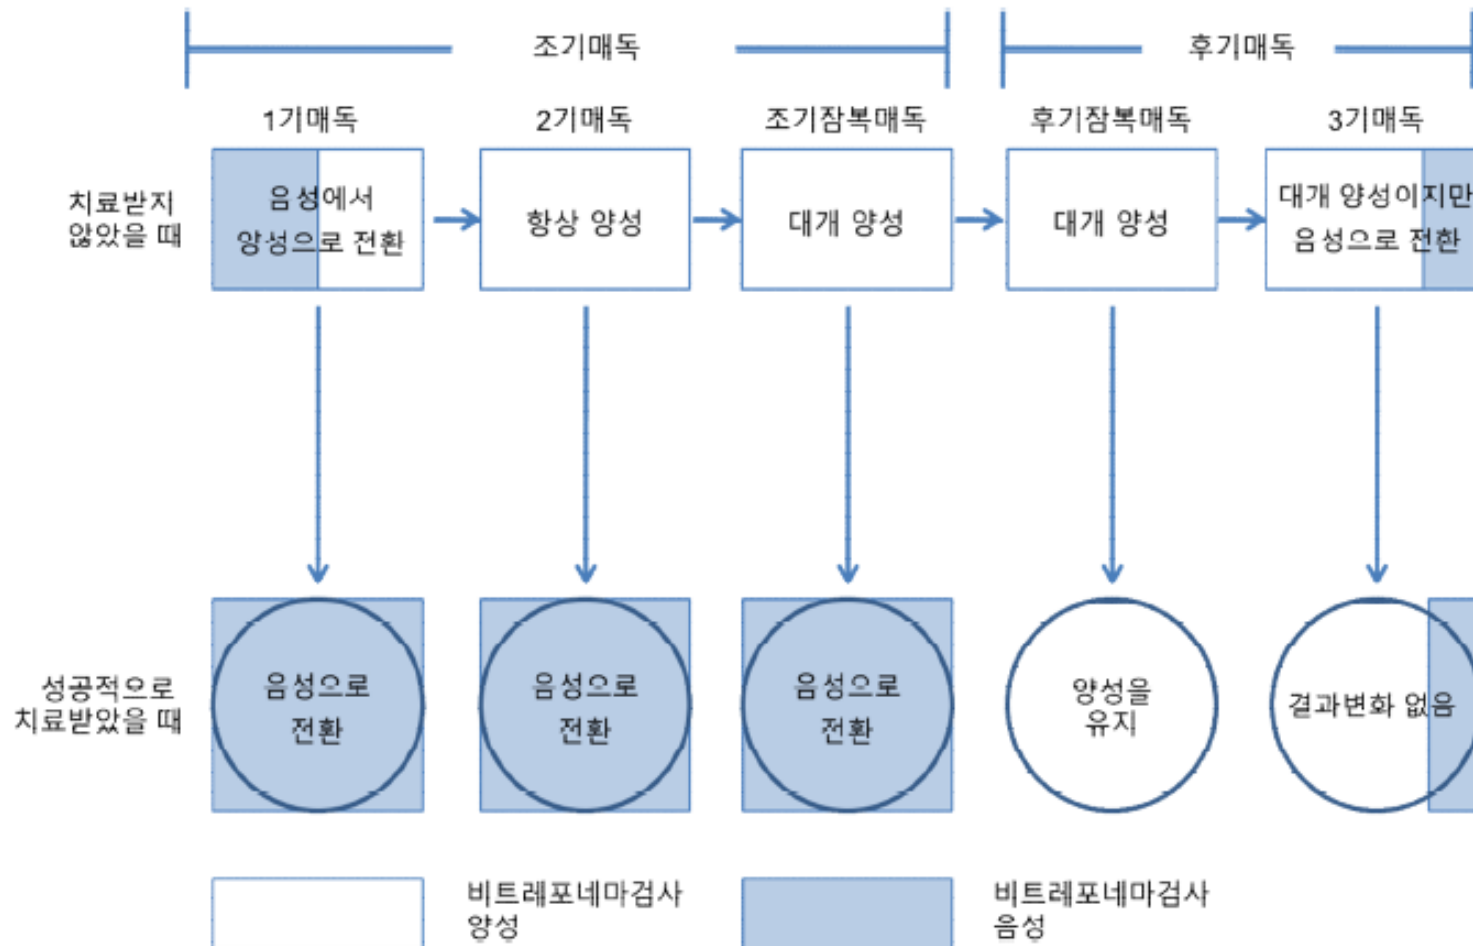 조기매독
후기매독
1기매독
2기매독
조기잠복매독
후기잠복매독
3기매독
치료받지
않았을 때
음성에서
양성으로 전환
항상 양성
대개 양성
대개 양성
대개 양성이지만
음성으로 전환
성공적으로
치료받았을 때
음성으로
전환
음성으로
전환
음성으로
전환
양성을
유지
결과변화 없음
비트레포네마검사
양성
비트레포네마검사
음성